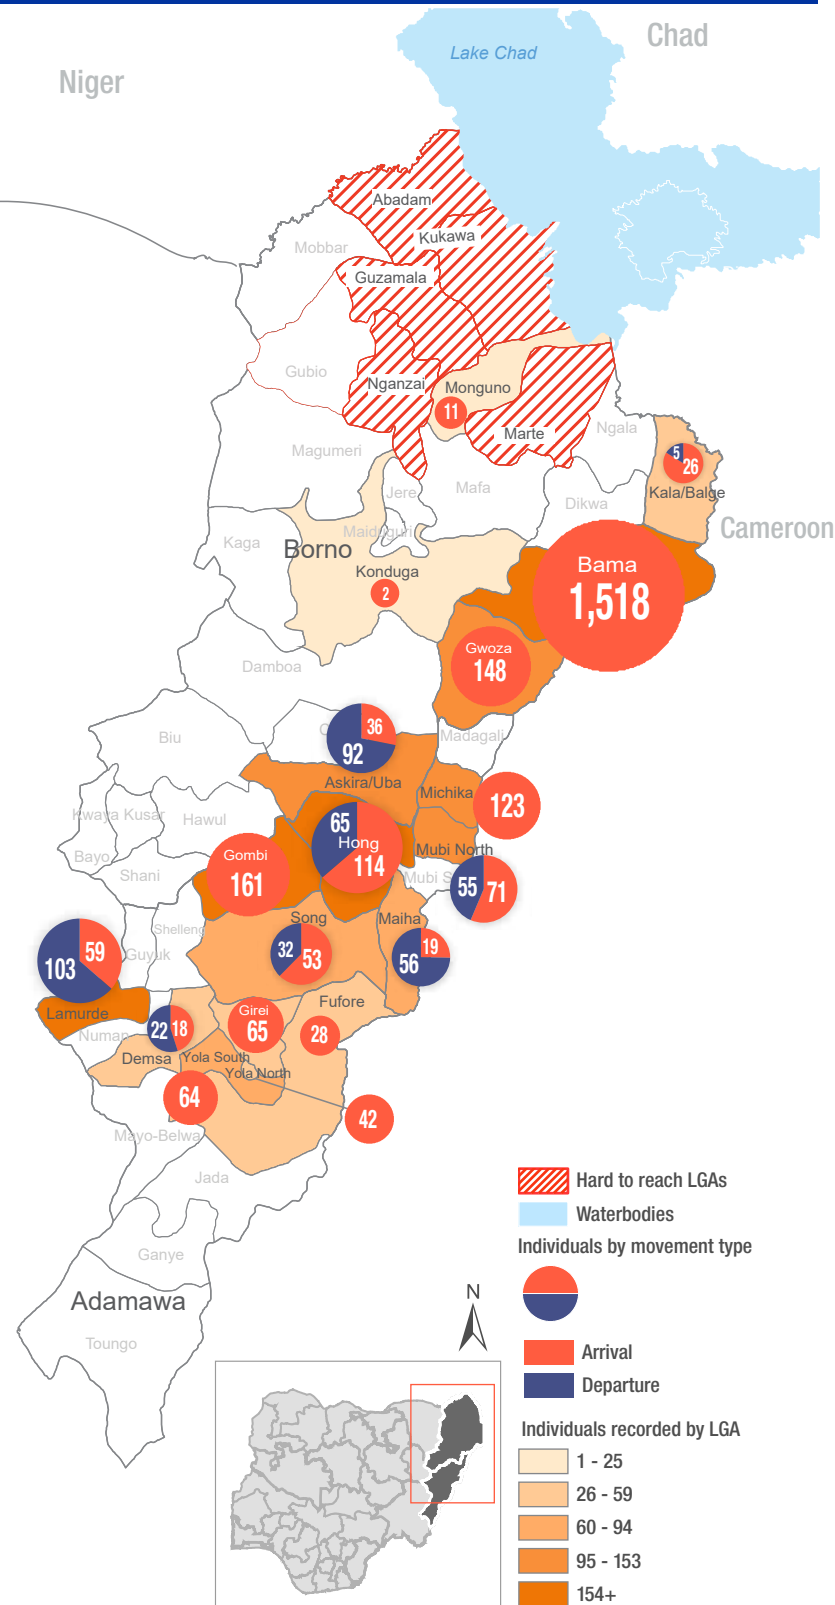 Chad
Lake Chad
Niger
Abadam
Kukawa
Mobbar
Guzamala
Gubio
Nganzai
Monguno
11
Marte
Ngala
Magumeri
5
26
Jere
Mafa
Kala/Balge
Dikwa
Cameroon
Maiduguri
Kaga
Borno
Konduga
2
Bama
1,518
Gwoza
148
Damboa
36
92
Biu
Madagali
Askira/Uba
Michika
123
Kwaya Kusar
Hawul
65
Hong
114
Mubi North
Bayo
Gombi
161
Shani
Mubi S
55
71
Song
Maiha
Shelleng
32
53
19
56
59
103
Guyuk
Lamurde
Fufore
Girei
65
22
18
Numan
28
Demsa
Yola South
Yola North
64
42
Mayo-Belwa
Jada
Hard to reach LGAs
Waterbodies
Individuals by movement type
Ganye
Adamawa
N
Toungo
Arrival
Departure
Individuals recorded by LGA
1 - 25
26 - 59
60 - 94
95 - 153
154+